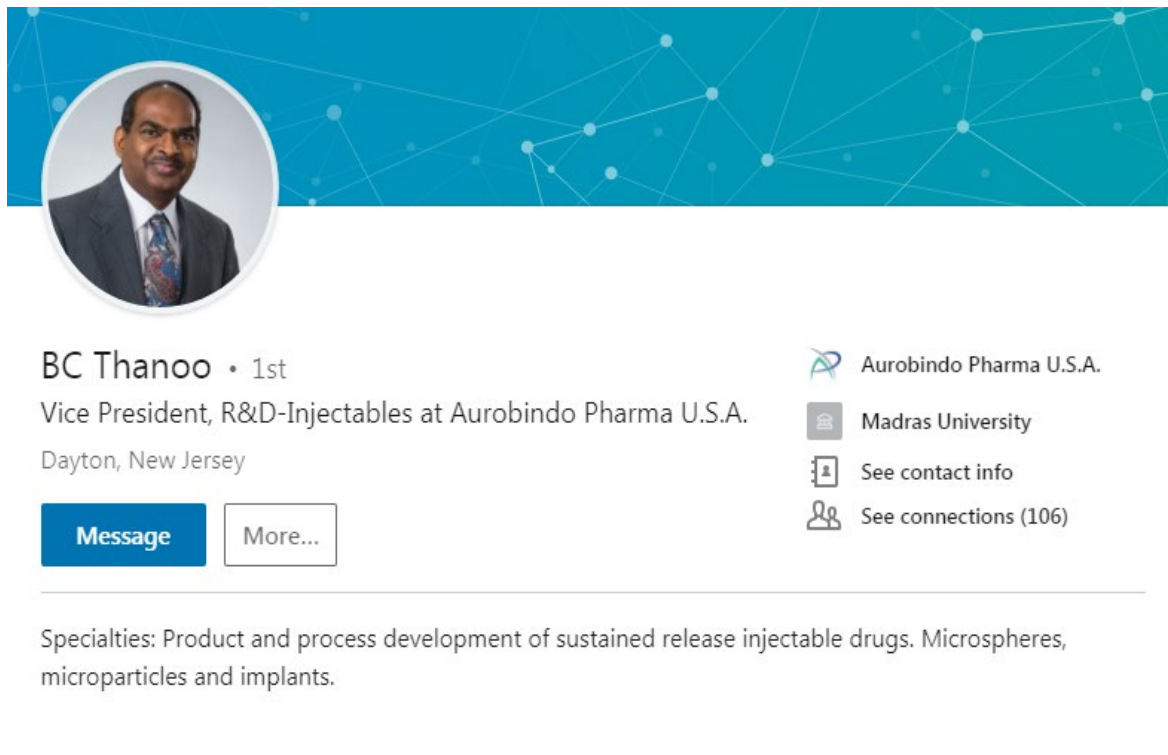 BC Thanoo • 1st
Vice President, R&D-Injectables at Aurobindo Pharma U.S.A.
Dayton, New Jersey
Message
More...
Aurobindo Pharma U.S.A.
Madras University
See contact info
See connections (106)
Specialties: Product and process development of sustained release injectable drugs. Microspheres,
microparticles and implants.